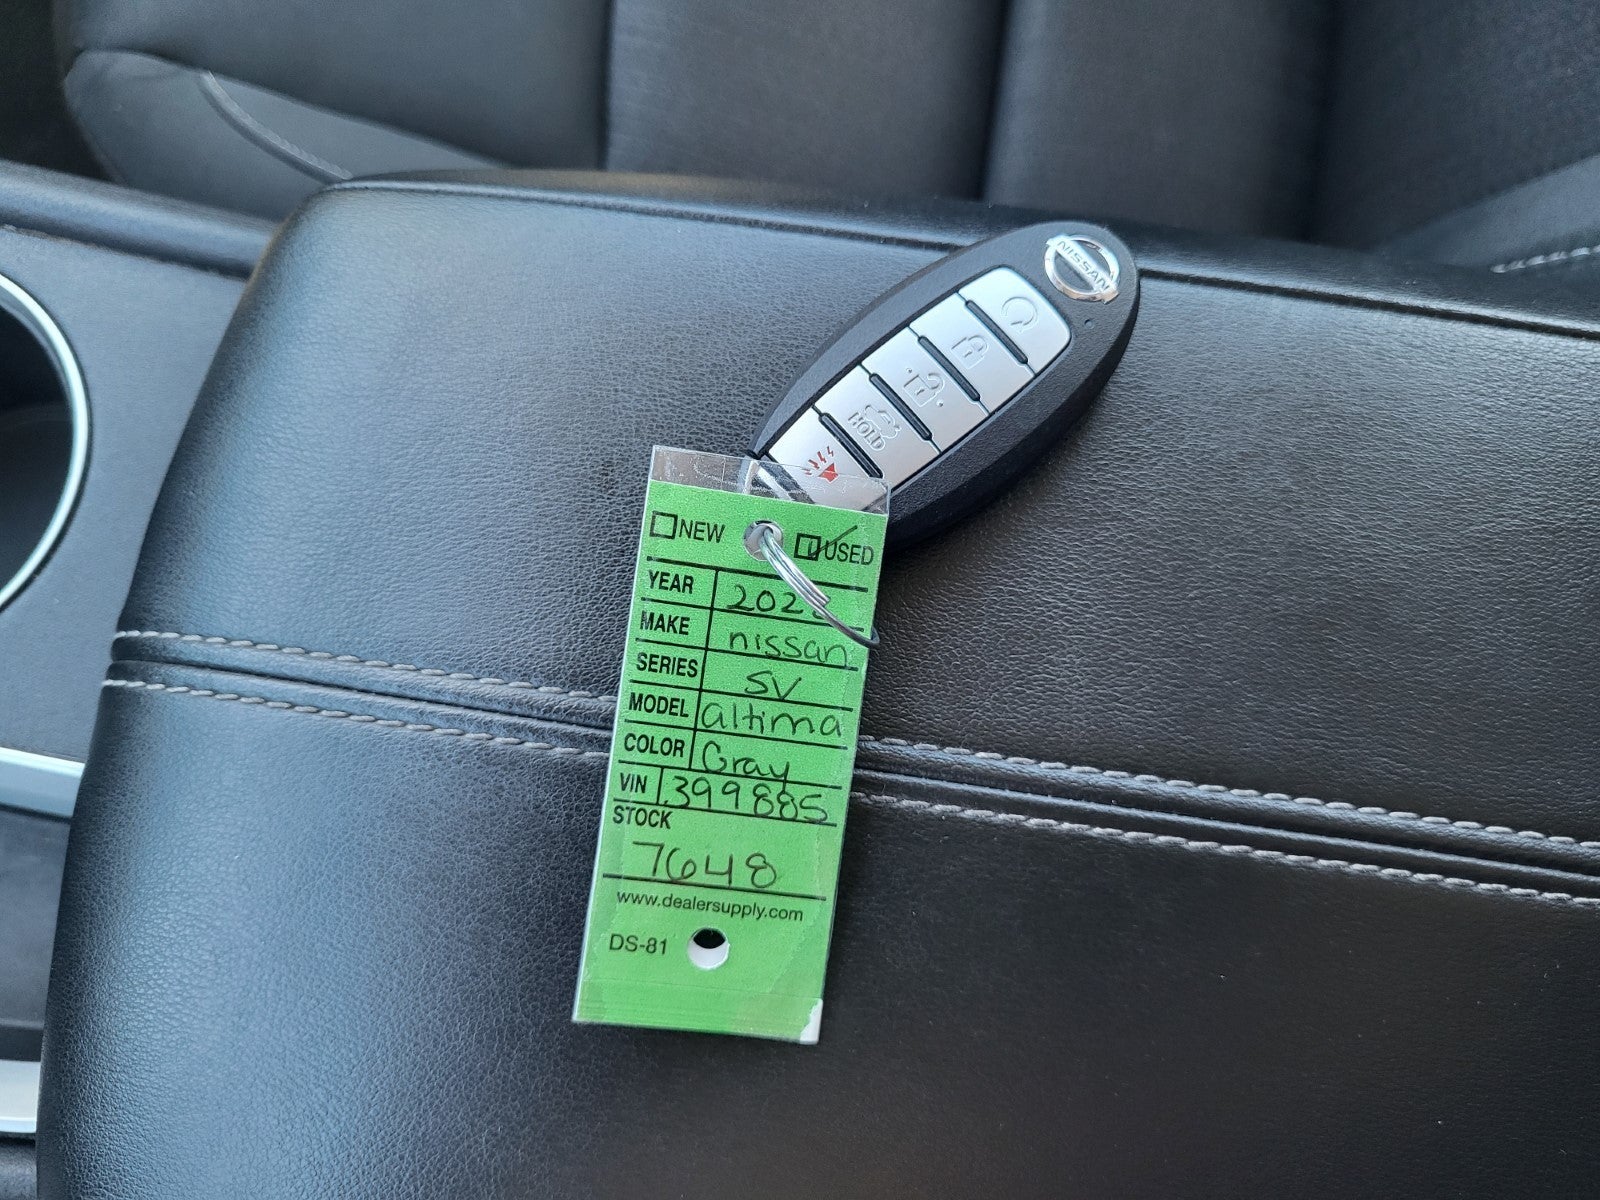 NISSAN
HOLD
NEW USED
YEAR
MAKE nissan
SERIES SV
MODEL altima
COLOR Gray
VIN 399885
STOCK
7648
www.dealersupply.com
DS-81